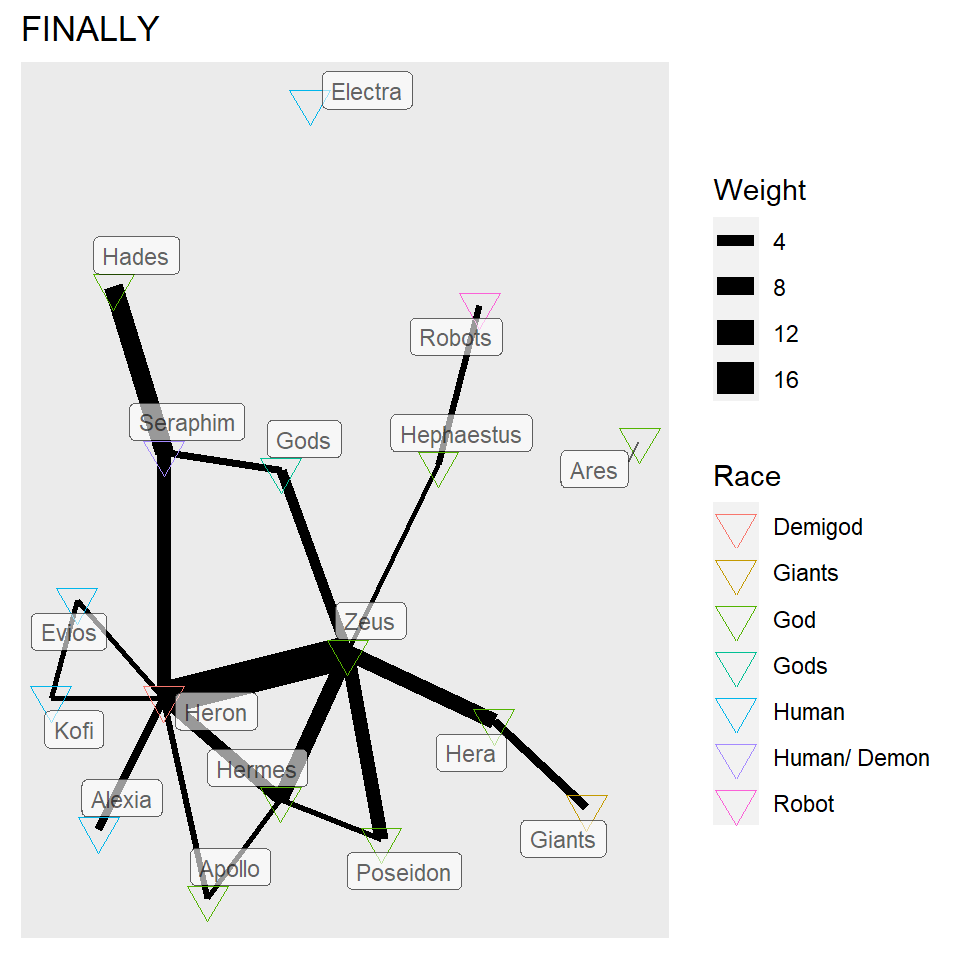 FINALLY
Electra
Hades
Robots
Seraphim
Gods
Hephaestus
Ares
Evios
Zeus
Kofi
Heron
Hera
Hermes
Alexia
Giants
Apollo
Poseidon
Weight
4
8
12
16
Race
Demigod
Giants
God
Gods
Human
Human/ Demon
Robot